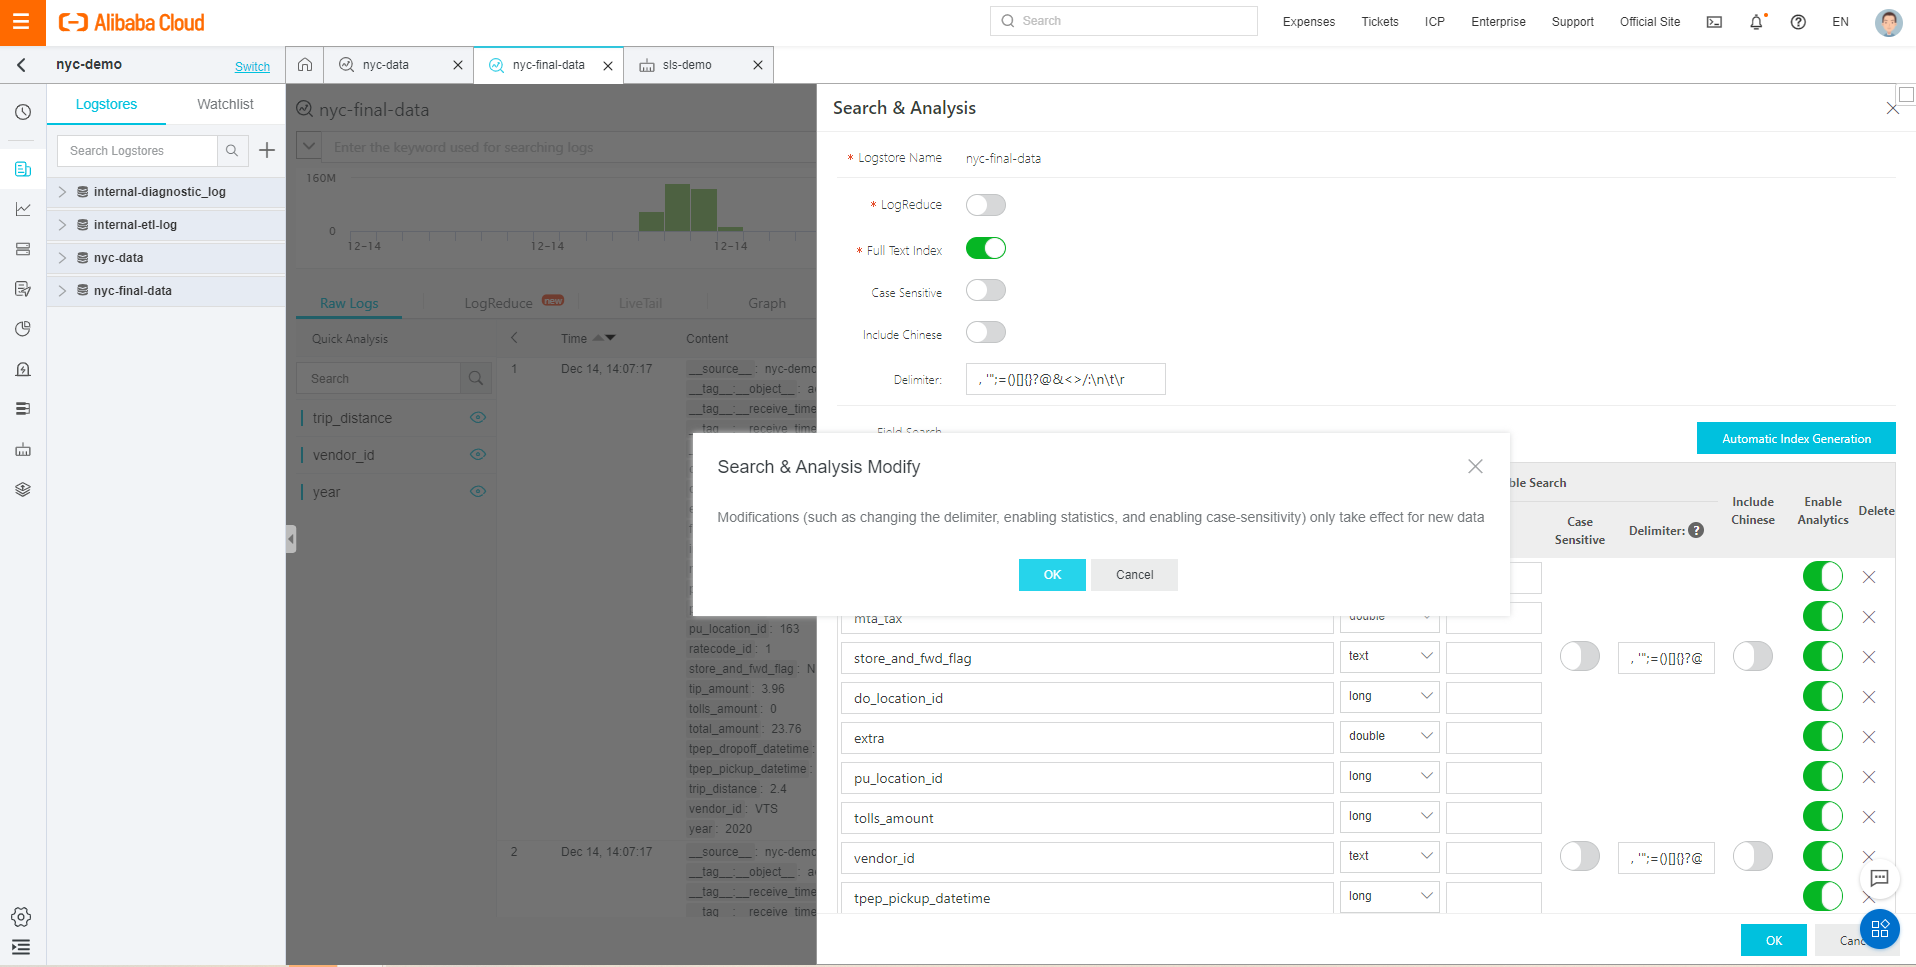 Alibaba Cloud
Search
Expenses
Tickets
ICP
Enterprise
Support
Official Site
EN
nyc-demo
Switch
nyc-data
nyc-final-data
sls-demo
Logstores
Watchlist
Search Logstores
internal-diagnostic_log
internal-etl-log
nyc-data
nyc-final-data
nyc-final-data
Enter the keyword used for searching logs
160M
0
12-14
12-14
12-14
Raw Logs
LogReduce
new
LiveTail
Graph
Quick Analysis
Search
trip_distance
vendor_id
year
Time
Content
1
Dec 14, 14:07:17
__source__ : nyc-demo
__tag__:__object__ : a
__tag__:__receive_time
__tag__:__receive_time
pu_location_id : 163
ratecode_id : 1
store_and_fwd_flag : N
tip_amount : 3.96
tolls_amount : 0
total_amount : 23.76
tpep_dropoff_datetime :
tpep_pickup_datetime :
trip_distance : 2.4
vendor_id : VTS
year : 2020
2
Dec 14, 14:07:17
__source__ : nyc-demo
__tag__:__object__ : a
__tag__:__receive_time
__tag__:__receive_time
Search & Analysis
* Logstore Name
nyc-final-data
* LogReduce
* Full Text Index
Case Sensitive
Include Chinese
Delimiter:
, '";=()[]{}?@&<>/:\n\t\r
Field Search
Automatic Index Generation
ble Search
Case Sensitive
Delimiter: ?
Include Chinese
Enable Analytics
Delete
Search & Analysis Modify
Modifications (such as changing the delimiter, enabling statistics, and enabling case-sensitivity) only take effect for new data
OK
Cancel
mta_tax
double
store_and_fwd_flag
text
, '";=()[]{}?@
do_location_id
long
extra
double
pu_location_id
long
tolls_amount
long
vendor_id
text
, '";=()[]{}?@
tpep_pickup_datetime
long
OK
Canc